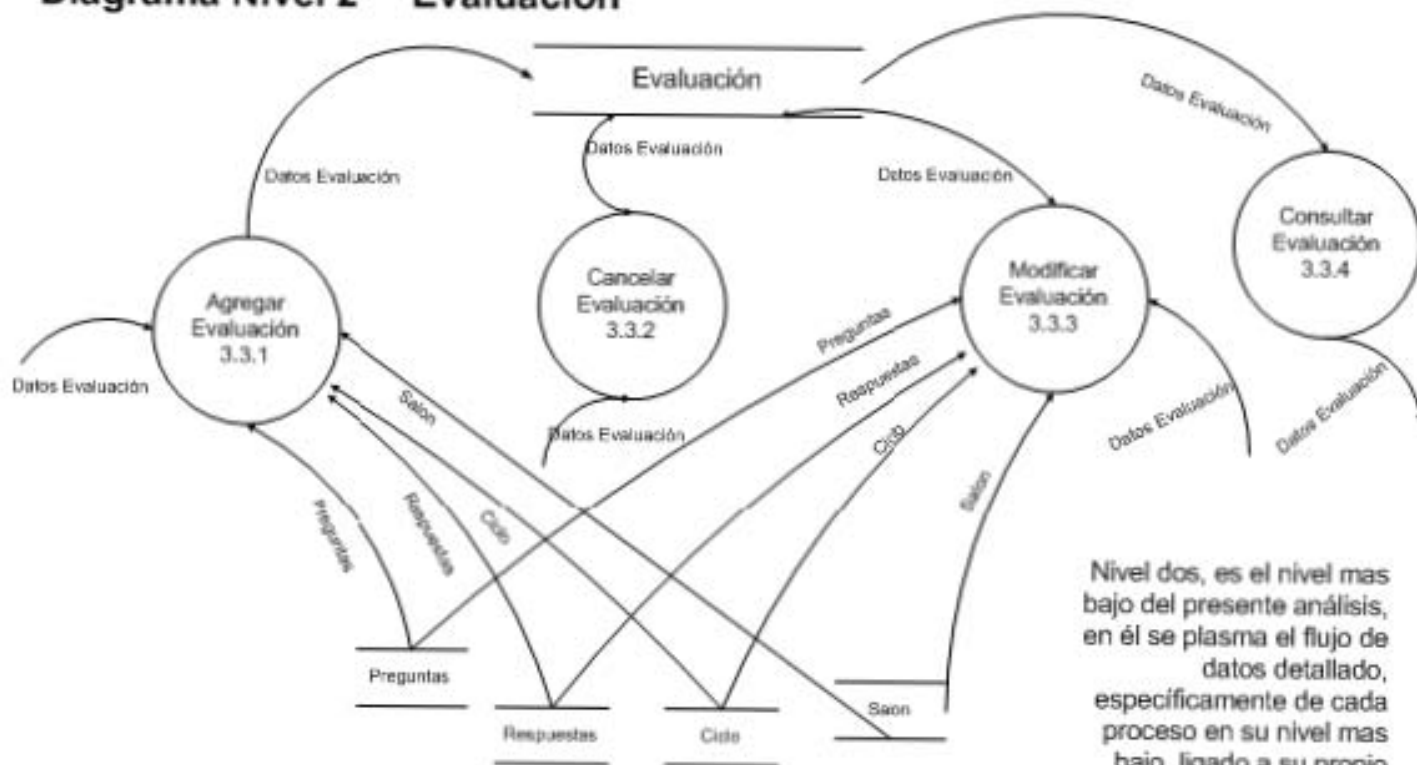 Diagrama Nivel 2 Evaluación
Evaluación
Datos Evaluación
Datos Evaluación
Datos Evaluación
Datos Evaluación
Consultar
Evaluación
3.3.4
Modificar
Evaluación
3.3.3
Cancelar
Evaluación
3.3.2
Agregar
Evaluación
3.3.1
Datos Evaluación
Preguntas
Respuestas
Ciclo
Salon
Datos Evaluación
Datos Evaluación
Datos Evaluación
Salon
Preguntas
Respuestas
Ciclo
Preguntas
Respuestas
Ciclo
Salon
Nivel dos, es el nivel mas
bajo del presente análisis,
en él se plasma el flujo de
datos detallado,
específicamente de cada
proceso en su nivel mas
bajo, ligado a su propio